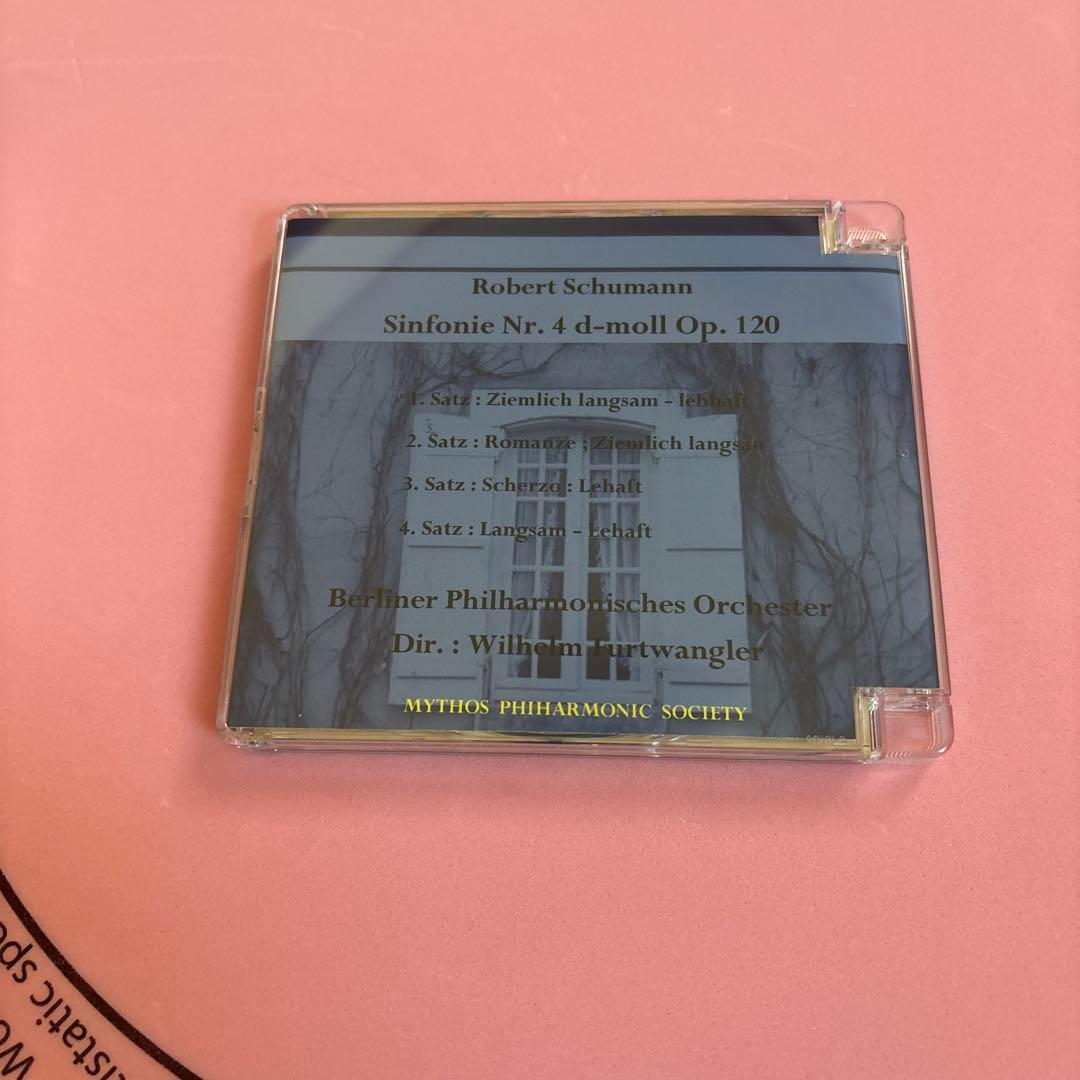 Robert Schumann
Sinfonie Nr. 4 d-moll Op. 120
1. Satz : Ziemlich langsam - lebhaft
2. Satz : Romanze ; Ziemlich langsam
3. Satz : Scherzo : Lehaft
4. Satz : Langsam - Lehaft
Berliner Philharmonisches Orchester
Dir. : Wilhelm Furtwangler
MYTHOS PHIHARMONIC SOCIETY